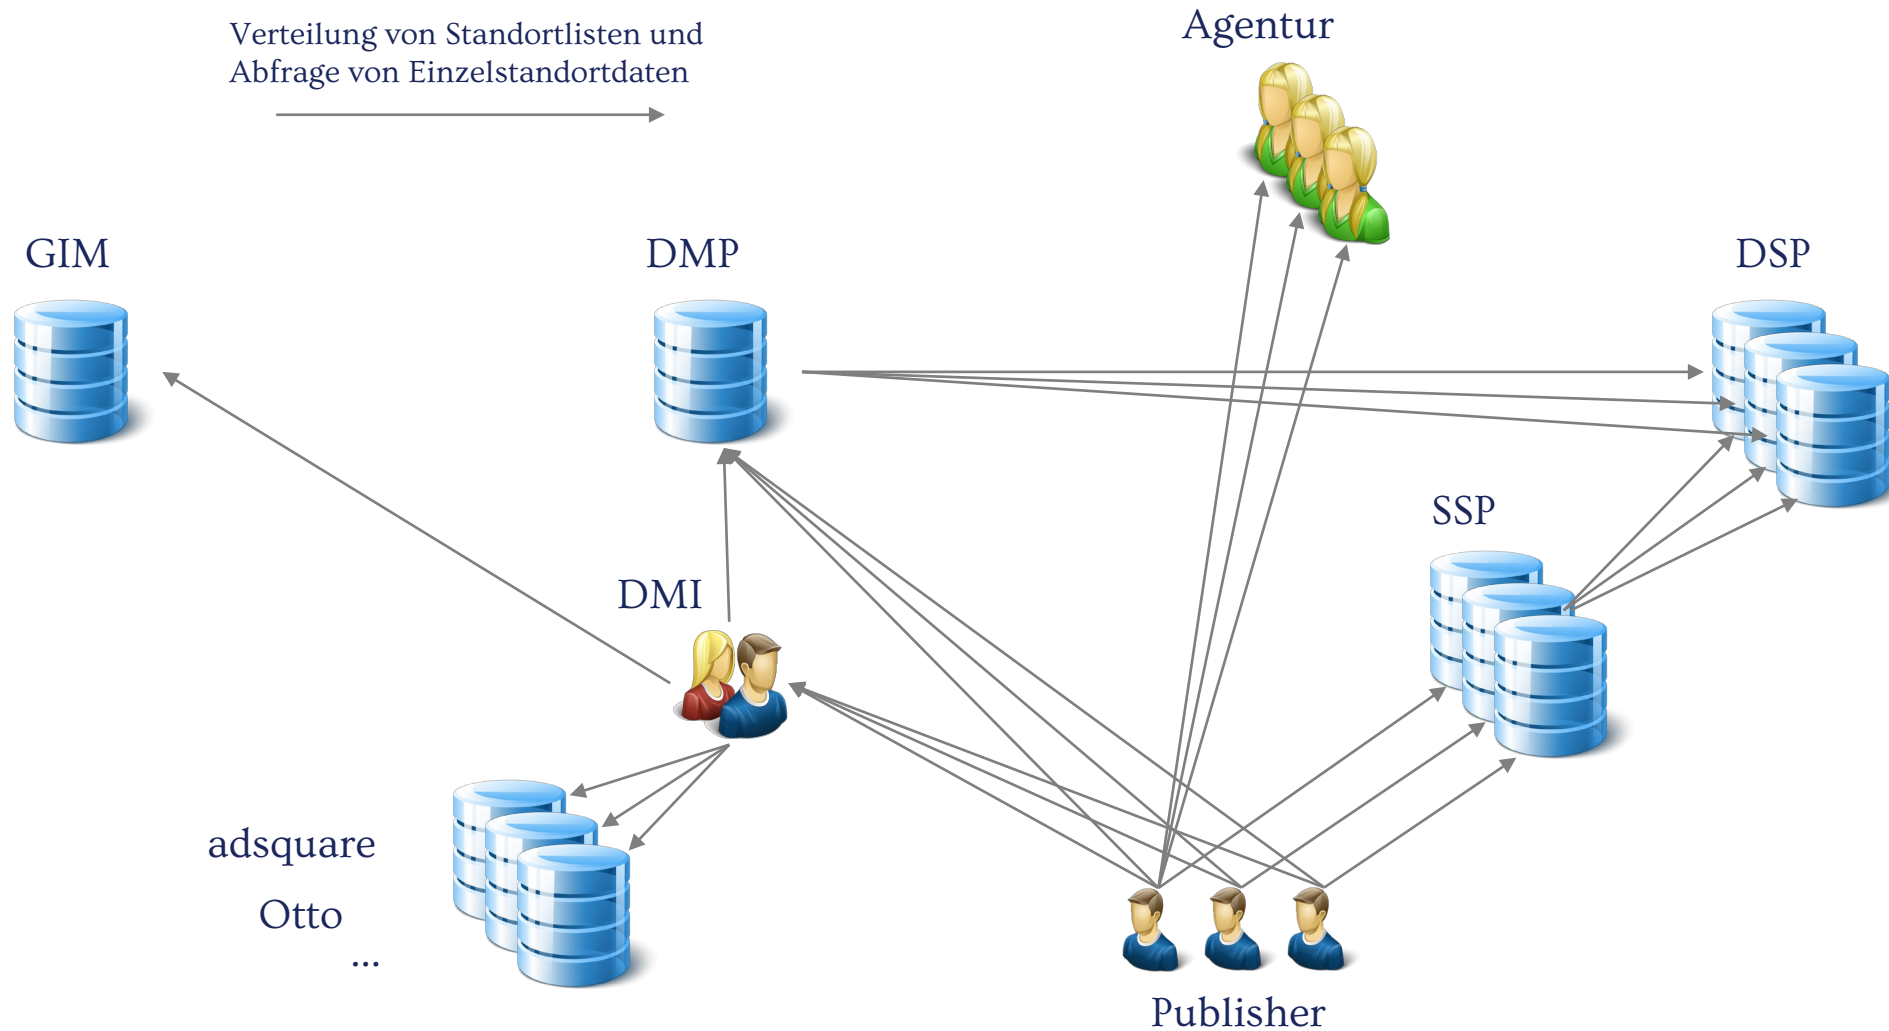 Verteilung von Standortlisten und
Abfrage von Einzelstandortdaten
Agentur
GIM
DMP
DSP
SSP
DMI
adsquare
Otto
...
Publisher